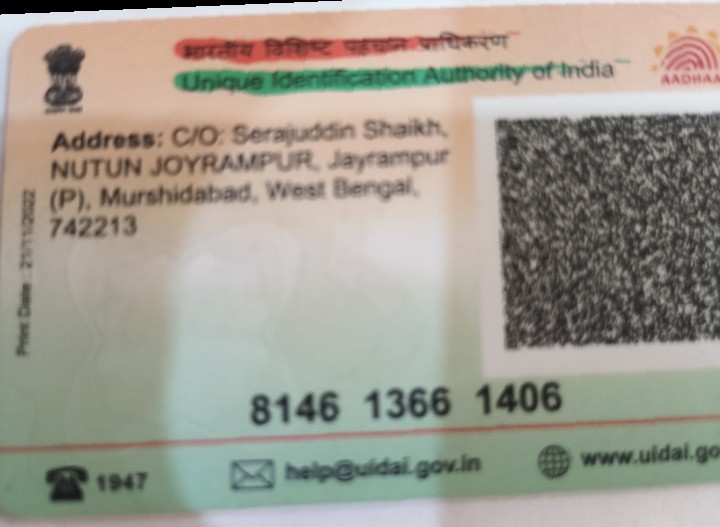 भारतीय विशिष्ट पहचान प्राधिकरण
Unique Identification Authority of India
AADHAA
Address: C/O: Serajuddin Shaikh,
NUTUN JOYRAMPUR, Jayrampur
(P), Murshidabad, West Bengal,
742213
Print Date : 21/11/2022
8146 1366 1406
1947
help@uidai.gov.in
www.uidai.go